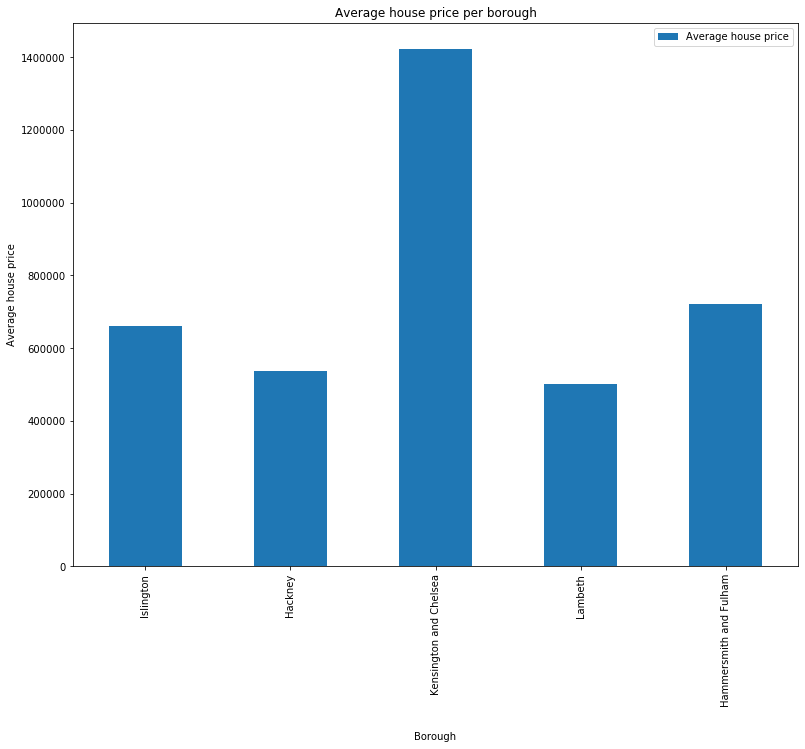 Average house price per borough
Average house price
Average house price
1400000
1200000
1000000
800000
600000
400000
200000
0
Islington
Hackney
Kensington and Chelsea
Lambeth
Hammersmith and Fulham
Borough